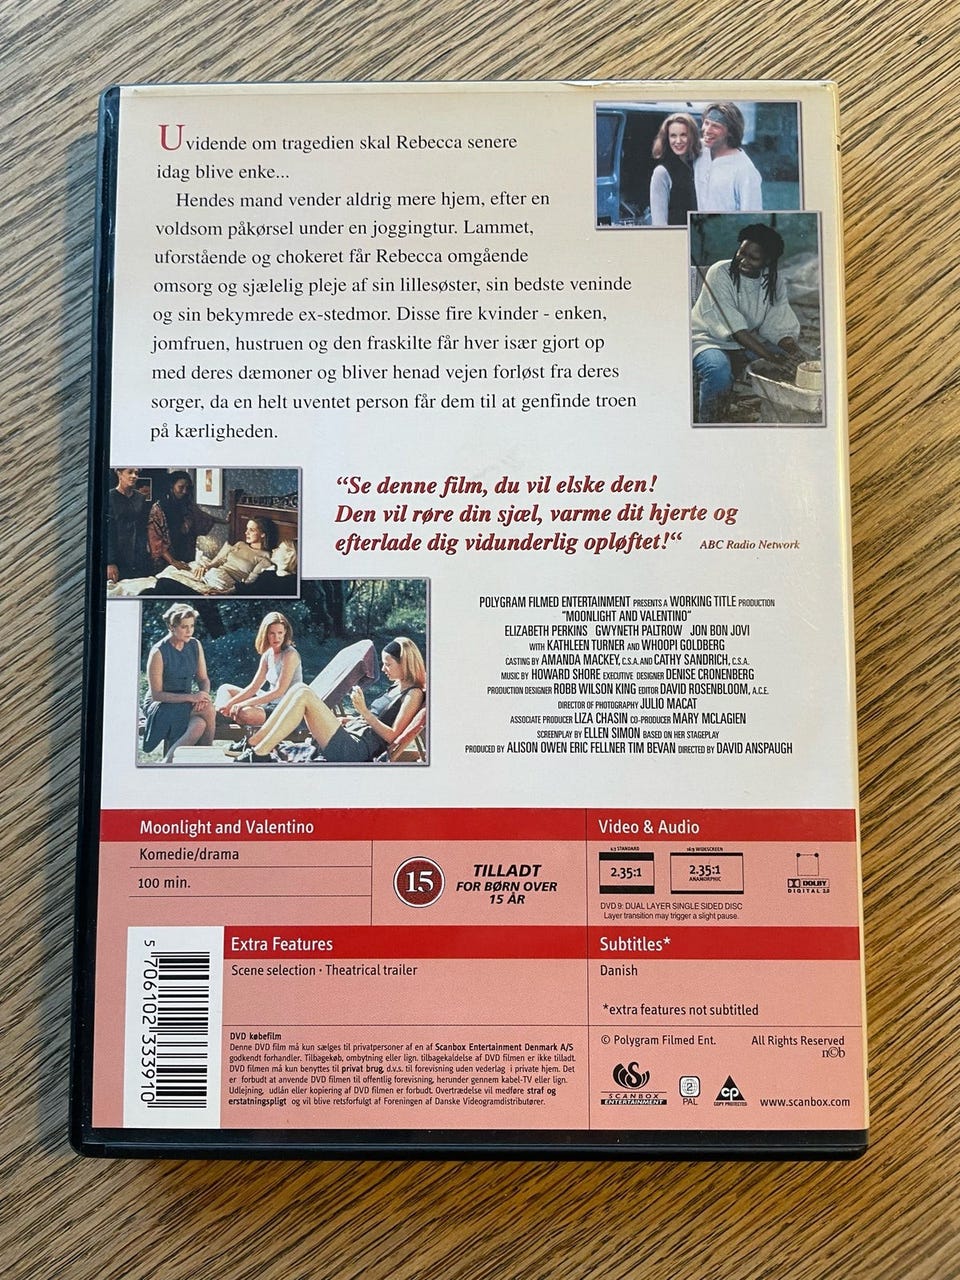 Uvidende om tragedien skal Rebecca senere
idag blive enke...
Hendes mand vender aldrig mere hjem, efter en
voldsom påkørsel under en joggingtur. Lammet,
uforstående og chokeret får Rebecca omgående
omsorg og sjælelig pleje af sin lillesøster, sin bedste veninde
og sin bekymrede ex-stedmor. Disse fire kvinder - enken,
jomfruen, hustruen og den fraskilte får hver især gjort op
med deres dæmoner og bliver henad vejen forløst fra deres
sorger, da en helt uventet person får dem til at genfinde troen
på kærligheden.
“Se denne film, du vil elske den!
Den vil røre din sjæl, varme dit hjerte og
efterlade dig vidunderlig opløftet!“ ABC Radio Network
POLYGRAM FILMED ENTERTAINMENT PRESENTS A WORKING TITLE PRODUCTION
"MOONLIGHT AND VALENTINO"
ELIZABETH PERKINS GWYNETH PALTROW JON BON JOVI
WITH KATHLEEN TURNER AND WHOOPI GOLDBERG
CASTING BY AMANDA MACKEY, C.S.A. AND CATHY SANDRICH, C.S.A.
MUSIC BY HOWARD SHORE EXECUTIVE DESIGNER DENISE CRONENBERG
PRODUCTION DESIGNER ROBB WILSON KING EDITOR DAVID ROSENBLOOM, A.C.E.
DIRECTOR OF PHOTOGRAPHY JULIO MACAT
ASSOCIATE PRODUCER LIZA CHASIN CO-PRODUCER MARY MCLAGIEN
SCREENPLAY BY ELLEN SIMON BASED ON HER STAGEPLAY
PRODUCED BY ALISON OWEN ERIC FELLNER TIM BEVAN DIRECTED BY DAVID ANSPAUGH
Moonlight and Valentino
Komedie/drama
100 min.
15
TILLADT
FOR BØRN OVER
15 ÅR
Video & Audio
4:3 STANDARD
2.35:1
16:9 WIDESCREEN
2.35:1
ANAMORPHIC
DOLBY
DIGITAL 2.0
DVD 9: DUAL LAYER SINGLE SIDED DISC
Layer transition may trigger a slight pause.
Extra Features
Scene selection · Theatrical trailer
Subtitles*
Danish
*extra features not subtitled
5 706102 333910
DVD købefilm
Denne DVD film må kun sælges til privatpersoner af en af Scanbox Entertainment Denmark A/S
godkendt forhandler. Tilbagekøb, ombytning eller lign. tilbagekaldelse af DVD filmen er ikke tilladt.
DVD filmen må kun benyttes til privat brug, d.v.s. til forevisning uden vederlag i private hjem. Det
er forbudt at anvende DVD filmen til offentlig forevisning, herunder gennem kabel-TV eller lign.
Udlejning, udlån eller kopiering af DVD filmen er forbudt. Overtrædelse vil medføre straf og
erstatningspligt og vil blive retsforfulgt af Foreningen af Danske Videogramdistributører.
© Polygram Filmed Ent. All Rights Reserved
n©b
SCANBOX
ENTERTAINMENT
2
PAL
CP
COPY PROTECTED
www.scanbox.com